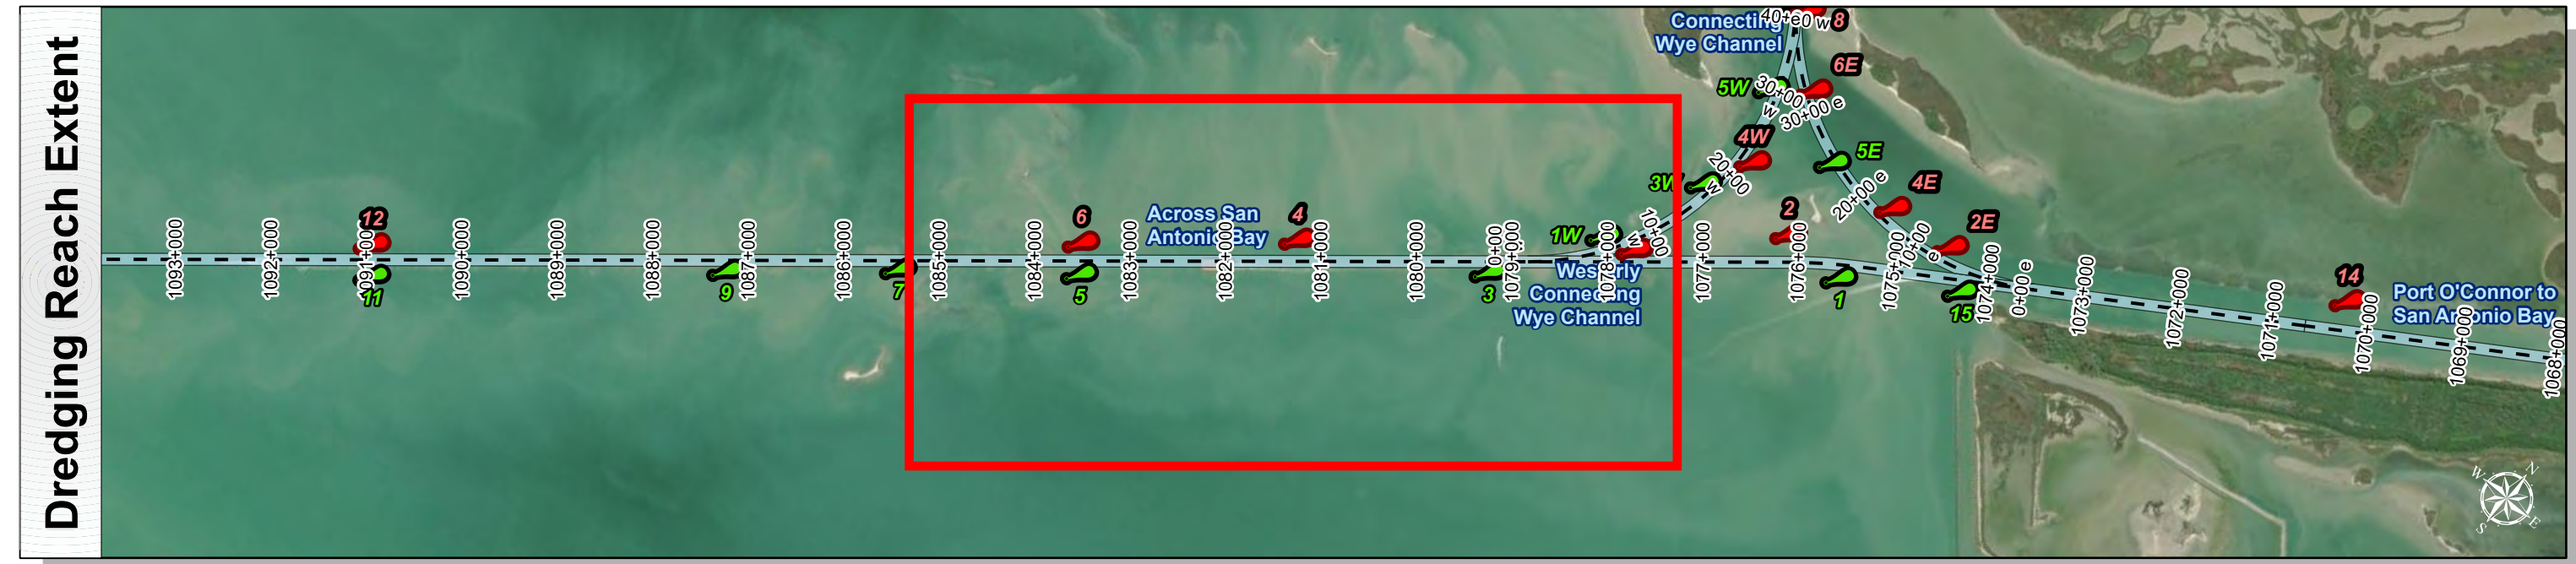 Dredging Reach Extent
Connecting
Wye Channel
40+
0 w
8
6E
5W
30+00
w
30+00 e
4W
5E
20+00
w
3W
20+00 e
4E
2E
2
12
6
4
Across San
Antonio Bay
1W
10+00
w
10+00
e
0+00
0+00 e
1093+000
1092+000
1091+000
1090+000
1089+000
1088+000
1087+000
1086+000
1085+000
1084+000
1083+000
1082+000
1081+000
1080+000
1079+000
1078+000
1077+000
1076+000
1075+000
1074+000
1073+000
1072+000
1071+000
1070+000
1069+000
1068+000
11
9
7
5
3
1
15
14
Westerly
Connecting
Wye Channel
Port O'Connor to
San Antonio Bay
W
N
S
E